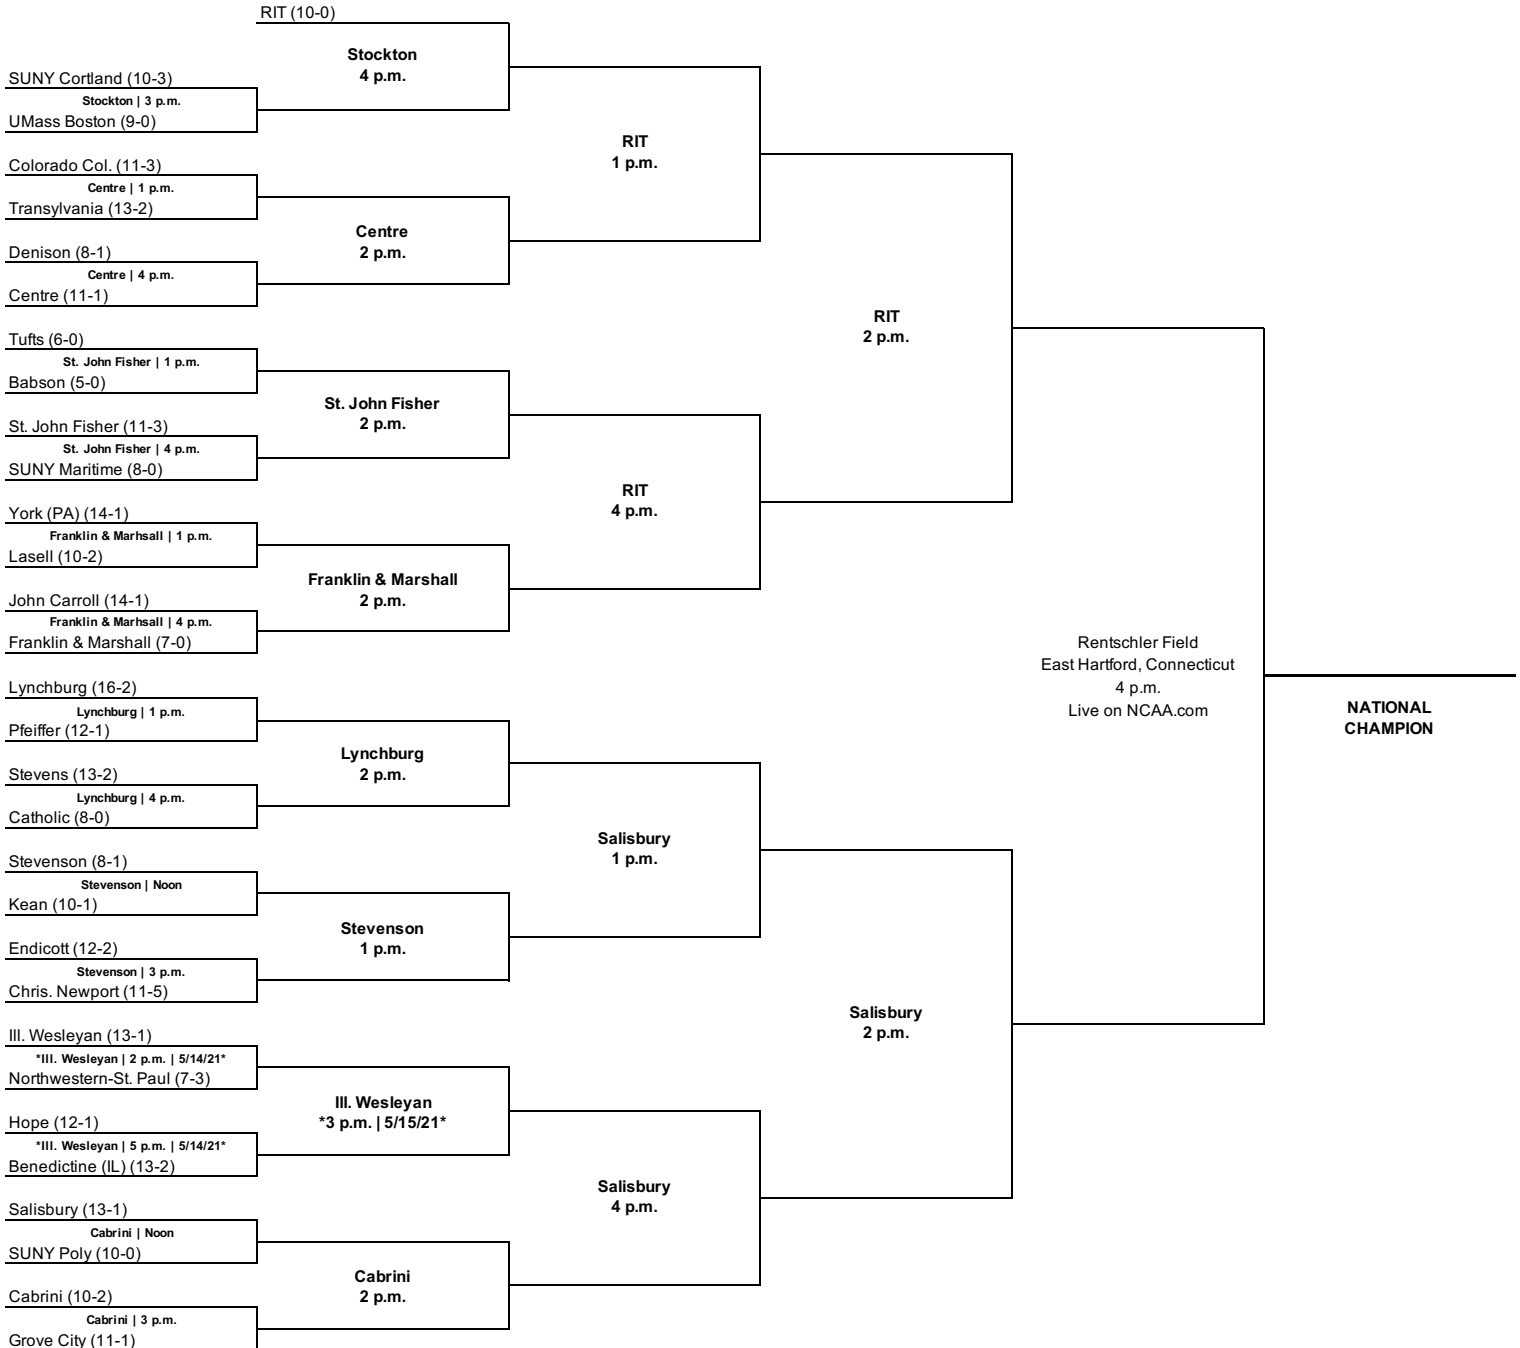 RIT (10-0)
Stockton
4 p.m.
SUNY Cortland (10-3)
Stockton | 3 p.m.
UMass Boston (9-0)
RIT
1 p.m.
Colorado Col. (11-3)
Centre | 1 p.m.
Transylvania (13-2)
Centre
2 p.m.
Denison (8-1)
Centre | 4 p.m.
Centre (11-1)
RIT
2 p.m.
Tufts (6-0)
St. John Fisher | 1 p.m.
Babson (5-0)
St. John Fisher
2 p.m.
St. John Fisher (11-3)
St. John Fisher | 4 p.m.
SUNY Maritime (8-0)
RIT
4 p.m.
York (PA) (14-1)
Franklin & Marhsall | 1 p.m.
Lasell (10-2)
Franklin & Marshall
2 p.m.
John Carroll (14-1)
Franklin & Marhsall | 4 p.m.
Franklin & Marshall (7-0)
Rentschler Field
East Hartford, Connecticut
4 p.m.
Live on NCAA.com
NATIONAL
CHAMPION
Lynchburg (16-2)
Lynchburg | 1 p.m.
Pfeiffer (12-1)
Lynchburg
2 p.m.
Stevens (13-2)
Lynchburg | 4 p.m.
Catholic (8-0)
Salisbury
1 p.m.
Stevenson (8-1)
Stevenson | Noon
Kean (10-1)
Stevenson
1 p.m.
Endicott (12-2)
Stevenson | 3 p.m.
Chris. Newport (11-5)
Salisbury
2 p.m.
Ill. Wesleyan (13-1)
*Ill. Wesleyan | 2 p.m. | 5/14/21*
Northwestern-St. Paul (7-3)
Ill. Wesleyan
*3 p.m. | 5/15/21*
Hope (12-1)
*Ill. Wesleyan | 5 p.m. | 5/14/21*
Benedictine (IL) (13-2)
Salisbury
4 p.m.
Salisbury (13-1)
Cabrini | Noon
SUNY Poly (10-0)
Cabrini
2 p.m.
Cabrini (10-2)
Cabrini | 3 p.m.
Grove City (11-1)